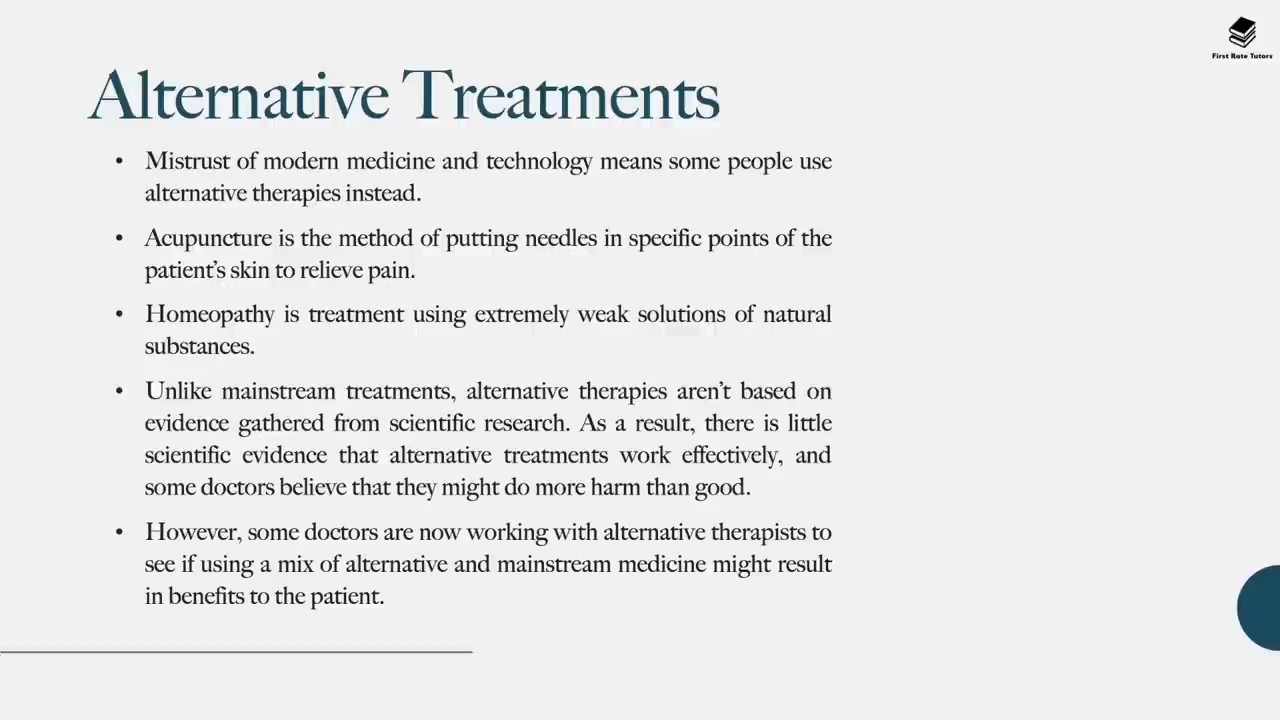 First Rate Tutors
Alternative Treatments
• Mistrust of modern medicine and technology means some people use
alternative therapies instead.
• Acupuncture is the method of putting needles in specific points of the
patient’s skin to relieve pain.
• Homeopathy is treatment using extremely weak solutions of natural
substances.
• Unlike mainstream treatments, alternative therapies aren’t based on
evidence gathered from scientific research. As a result, there is little
scientific evidence that alternative treatments work effectively, and
some doctors believe that they might do more harm than good.
• However, some doctors are now working with alternative therapists to
see if using a mix of alternative and mainstream medicine might result
in benefits to the patient.